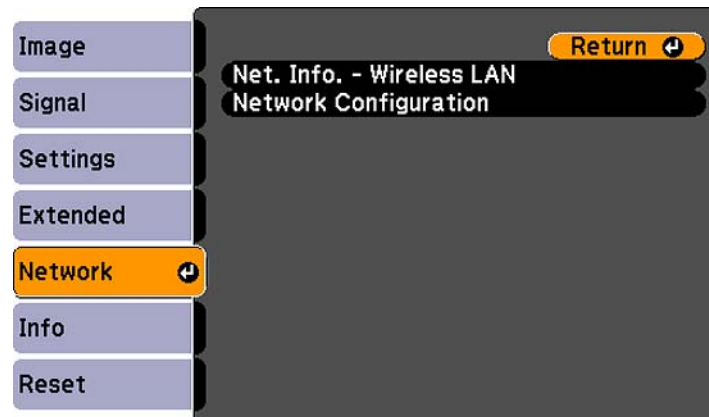 Image
Signal
Settings
Extended
Network
Info
Reset
Return
Net. Info. - Wireless LAN
Network Configuration